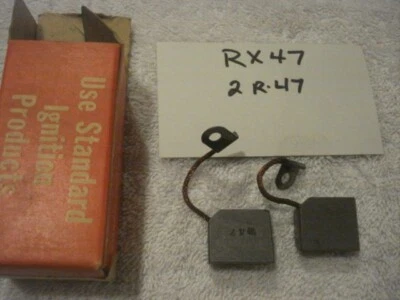 Use Standard
Ignition
Products
RX47
2 R-47